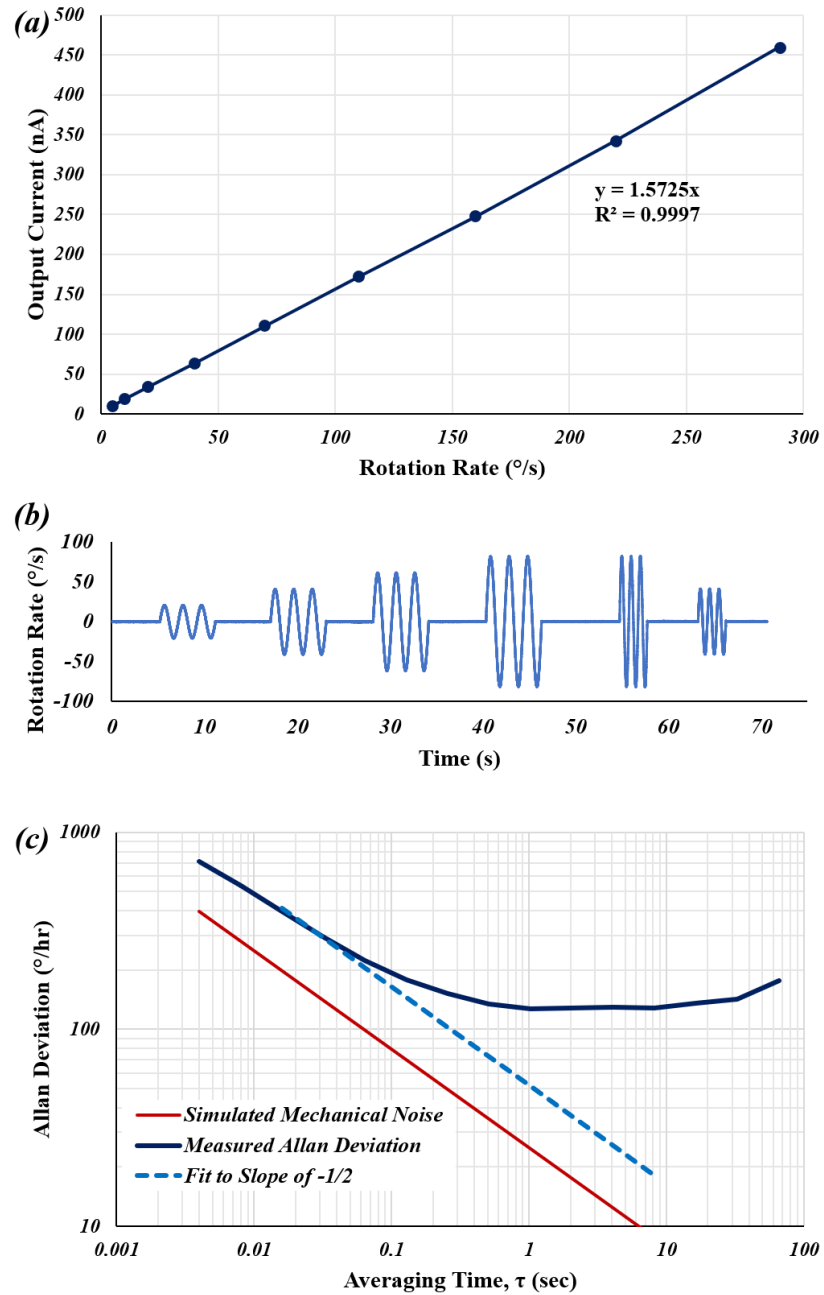 (a)
500
450
400
350
300
250
200
150
100
50
0
Output Current (nA)
y = 1.5725x
R² = 0.9997
0 50 100 150 200 250 300
Rotation Rate (°/s)
(b)
100
50
0
-50
-100
Rotation Rate (°/s)
0 10 20 30 40 50 60 70
Time (s)
(c)
1000
100
10
Allan Deviation (°/hr)
Simulated Mechanical Noise
Measured Allan Deviation
Fit to Slope of -1/2
0.001 0.01 0.1 1 10 100
Averaging Time, τ (sec)